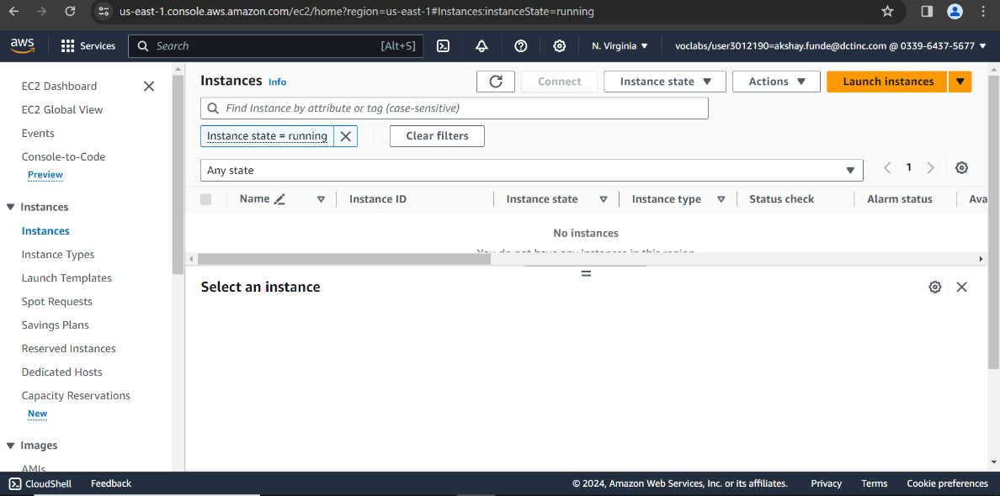 us-east-1.console.aws.amazon.com/ec2/home?region=us-east-1#Instances:instanceState=running
aws Services Search [Alt+S] N. Virginia voclabs/user3012190=akshay.funde@dctinc.com @ 0339-6437-5677
EC2 Dashboard
EC2 Global View
Events
Console-to-Code
Preview
Instances
Instances
Instance Types
Launch Templates
Spot Requests
Savings Plans
Reserved Instances
Dedicated Hosts
Capacity Reservations
New
Images
AMIs
Instances Info Connect Instance state Actions Launch instances
Find Instance by attribute or tag (case-sensitive)
Instance state = running Clear filters
Any state 1
Name Instance ID Instance state Instance type Status check Alarm status Ava
No instances
You do not have any instances in this region
Select an instance
CloudShell Feedback © 2024, Amazon Web Services, Inc. or its affiliates. Privacy Terms Cookie preferences